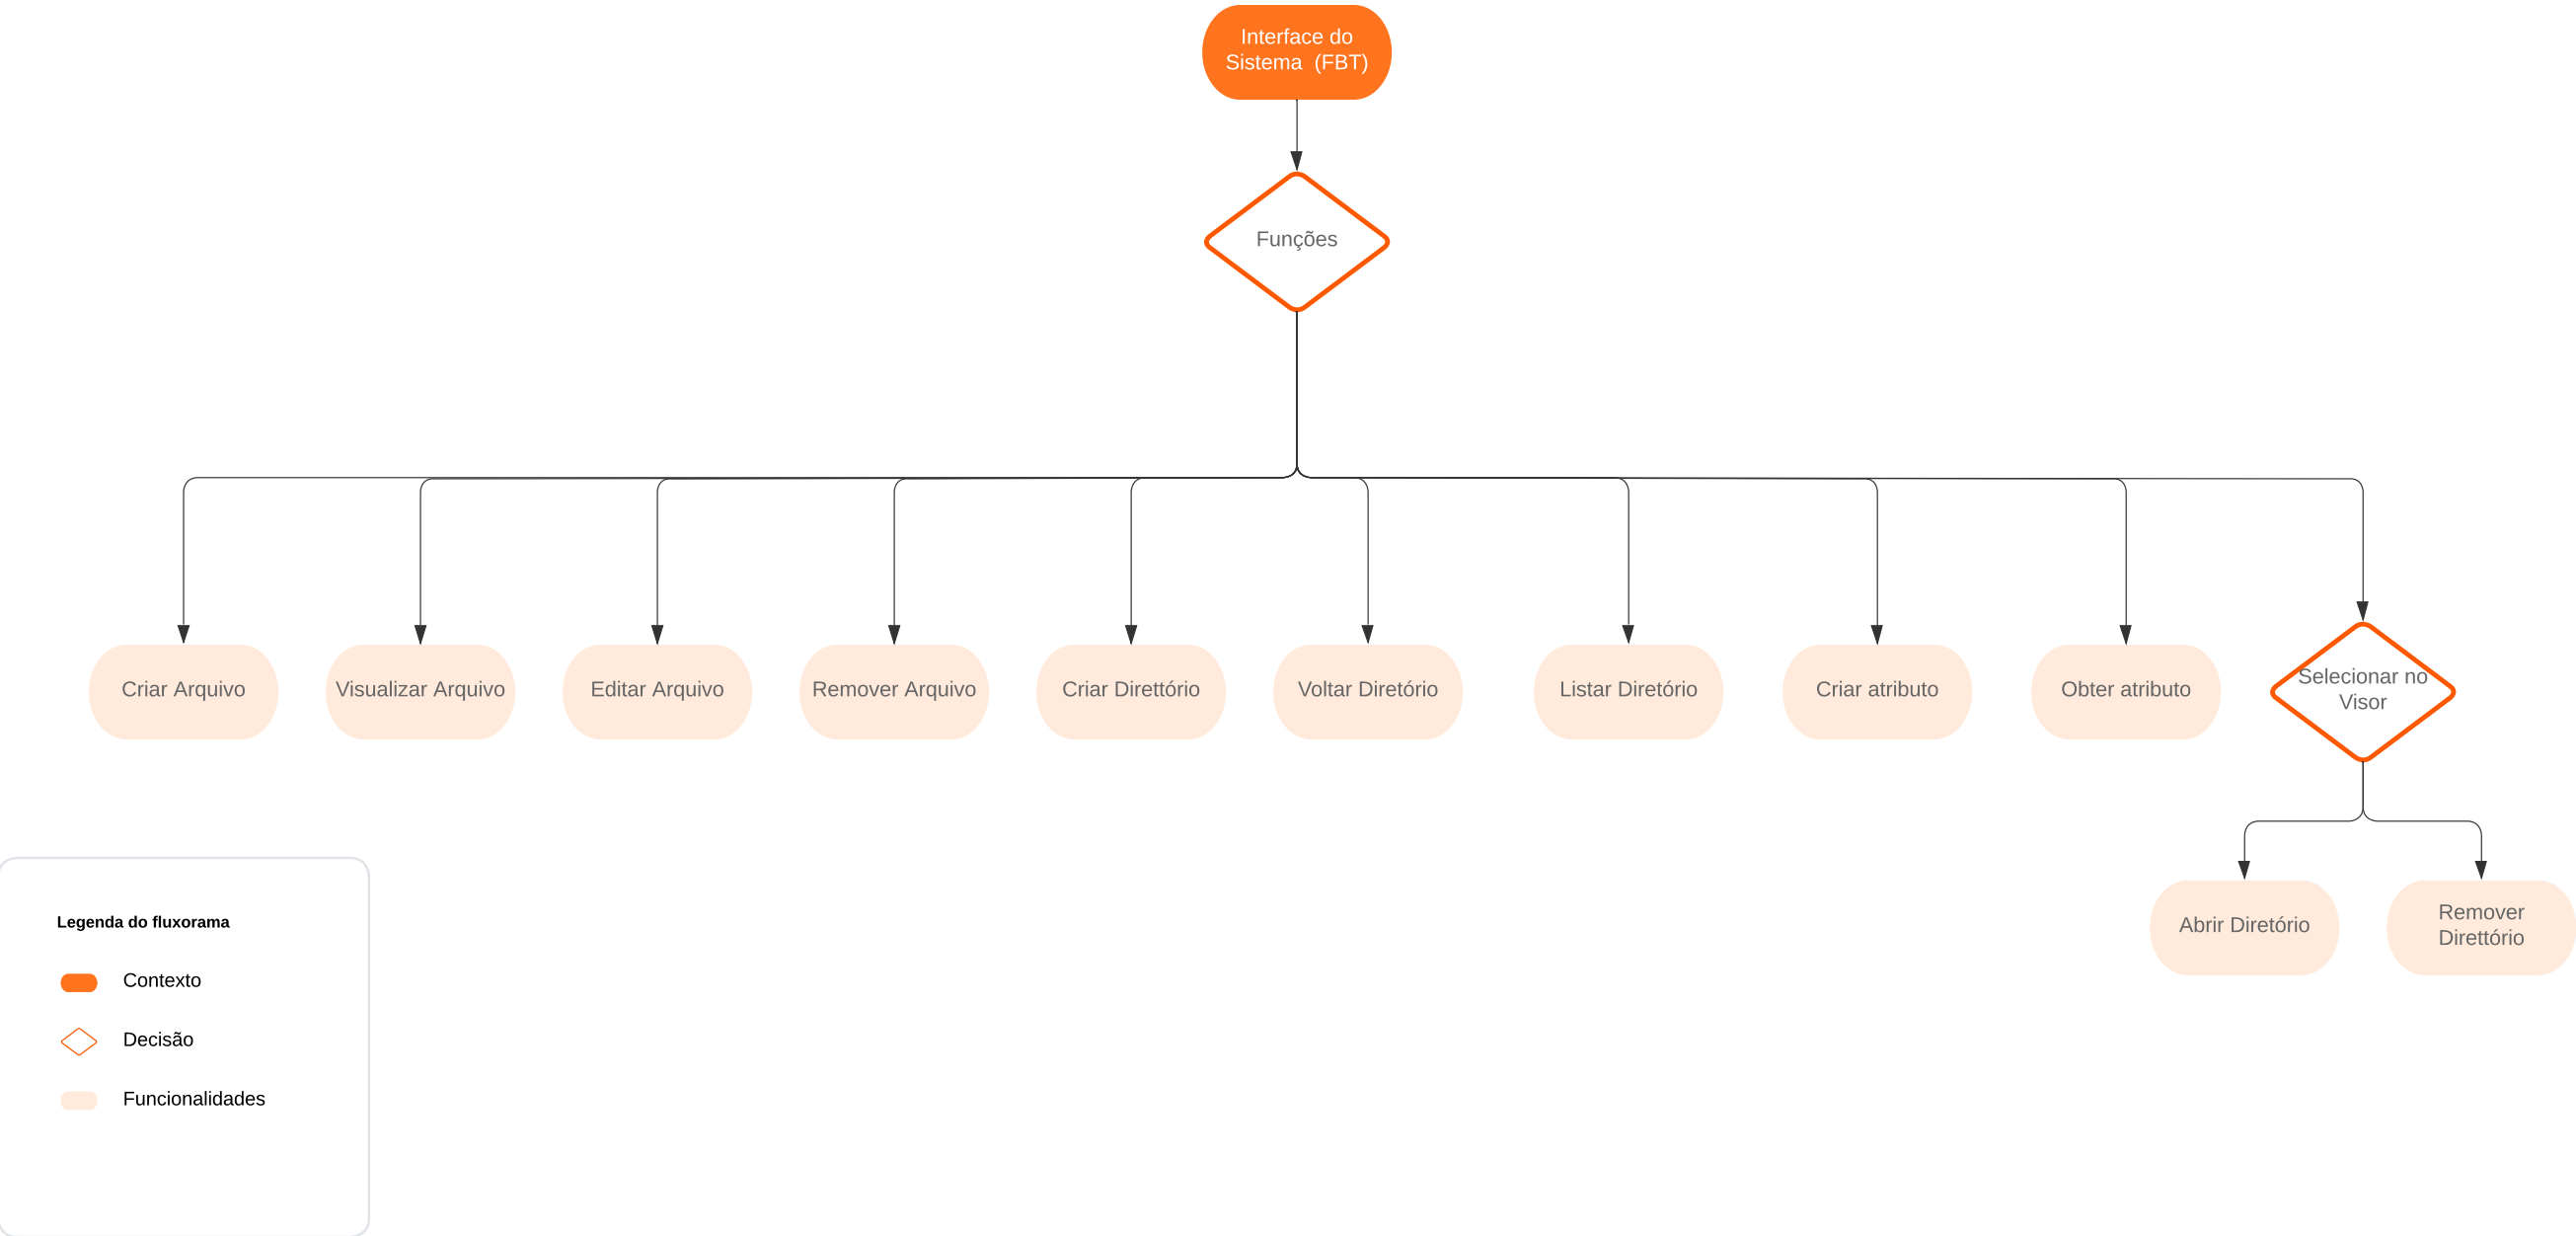 Interface do
Sistema  (FBT)
Funções
Criar Arquivo
Visualizar Arquivo
Editar Arquivo
Remover Arquivo
Criar Direttório
Voltar Diretório
Listar Diretório
Criar atributo
Obter atributo
Selecionar no
Visor
Abrir Diretório
Remover
Direttório
Legenda do fluxorama
Contexto
Decisão
Funcionalidades